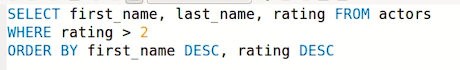 SELECT first_name, last_name, rating FROM actors
WHERE rating > 2
ORDER BY first_name DESC, rating DESC